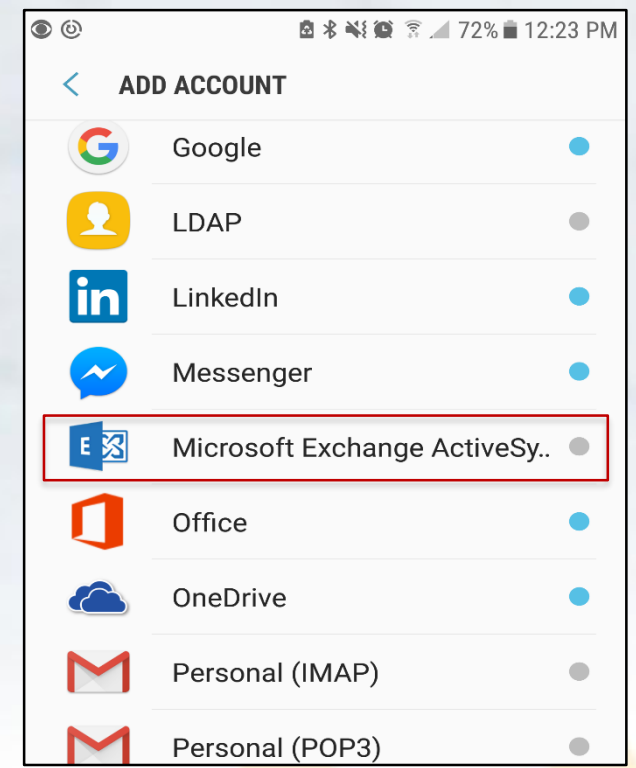 72% 12:23 PM
ADD ACCOUNT
G Google
LDAP
in LinkedIn
Messenger
E Microsoft Exchange ActiveSy..
Office
OneDrive
Personal (IMAP)
Personal (POP3)